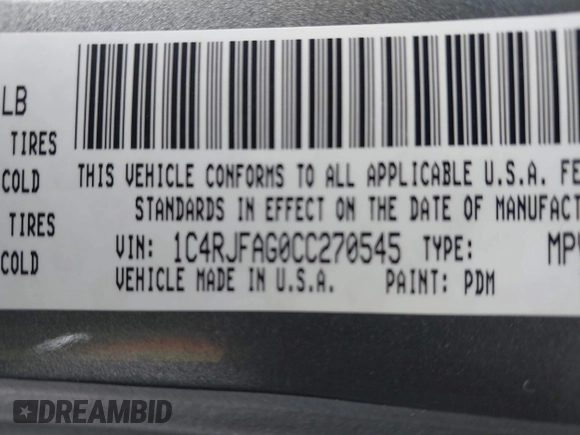 LB
TIRES
COLD
TIRES
COLD
THIS VEHICLE CONFORMS TO ALL APPLICABLE U.S.A. FE
STANDARDS IN EFFECT ON THE DATE OF MANUFACT
VIN: 1C4RJFAG0CC270545 TYPE: MP
VEHICLE MADE IN U.S.A. PAINT: PDM
DREAMBID